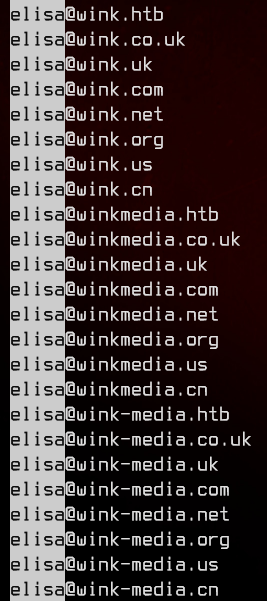 elisa@wink.htb
elisa@wink.co.uk
elisa@wink.uk
elisa@wink.com
elisa@wink.net
elisa@wink.org
elisa@wink.us
elisa@wink.cn
elisa@winkmedia.htb
elisa@winkmedia.co.uk
elisa@winkmedia.uk
elisa@winkmedia.com
elisa@winkmedia.net
elisa@winkmedia.org
elisa@winkmedia.us
elisa@winkmedia.cn
elisa@wink-media.htb
elisa@wink-media.co.uk
elisa@wink-media.uk
elisa@wink-media.com
elisa@wink-media.net
elisa@wink-media.org
elisa@wink-media.us
elisa@wink-media.cn